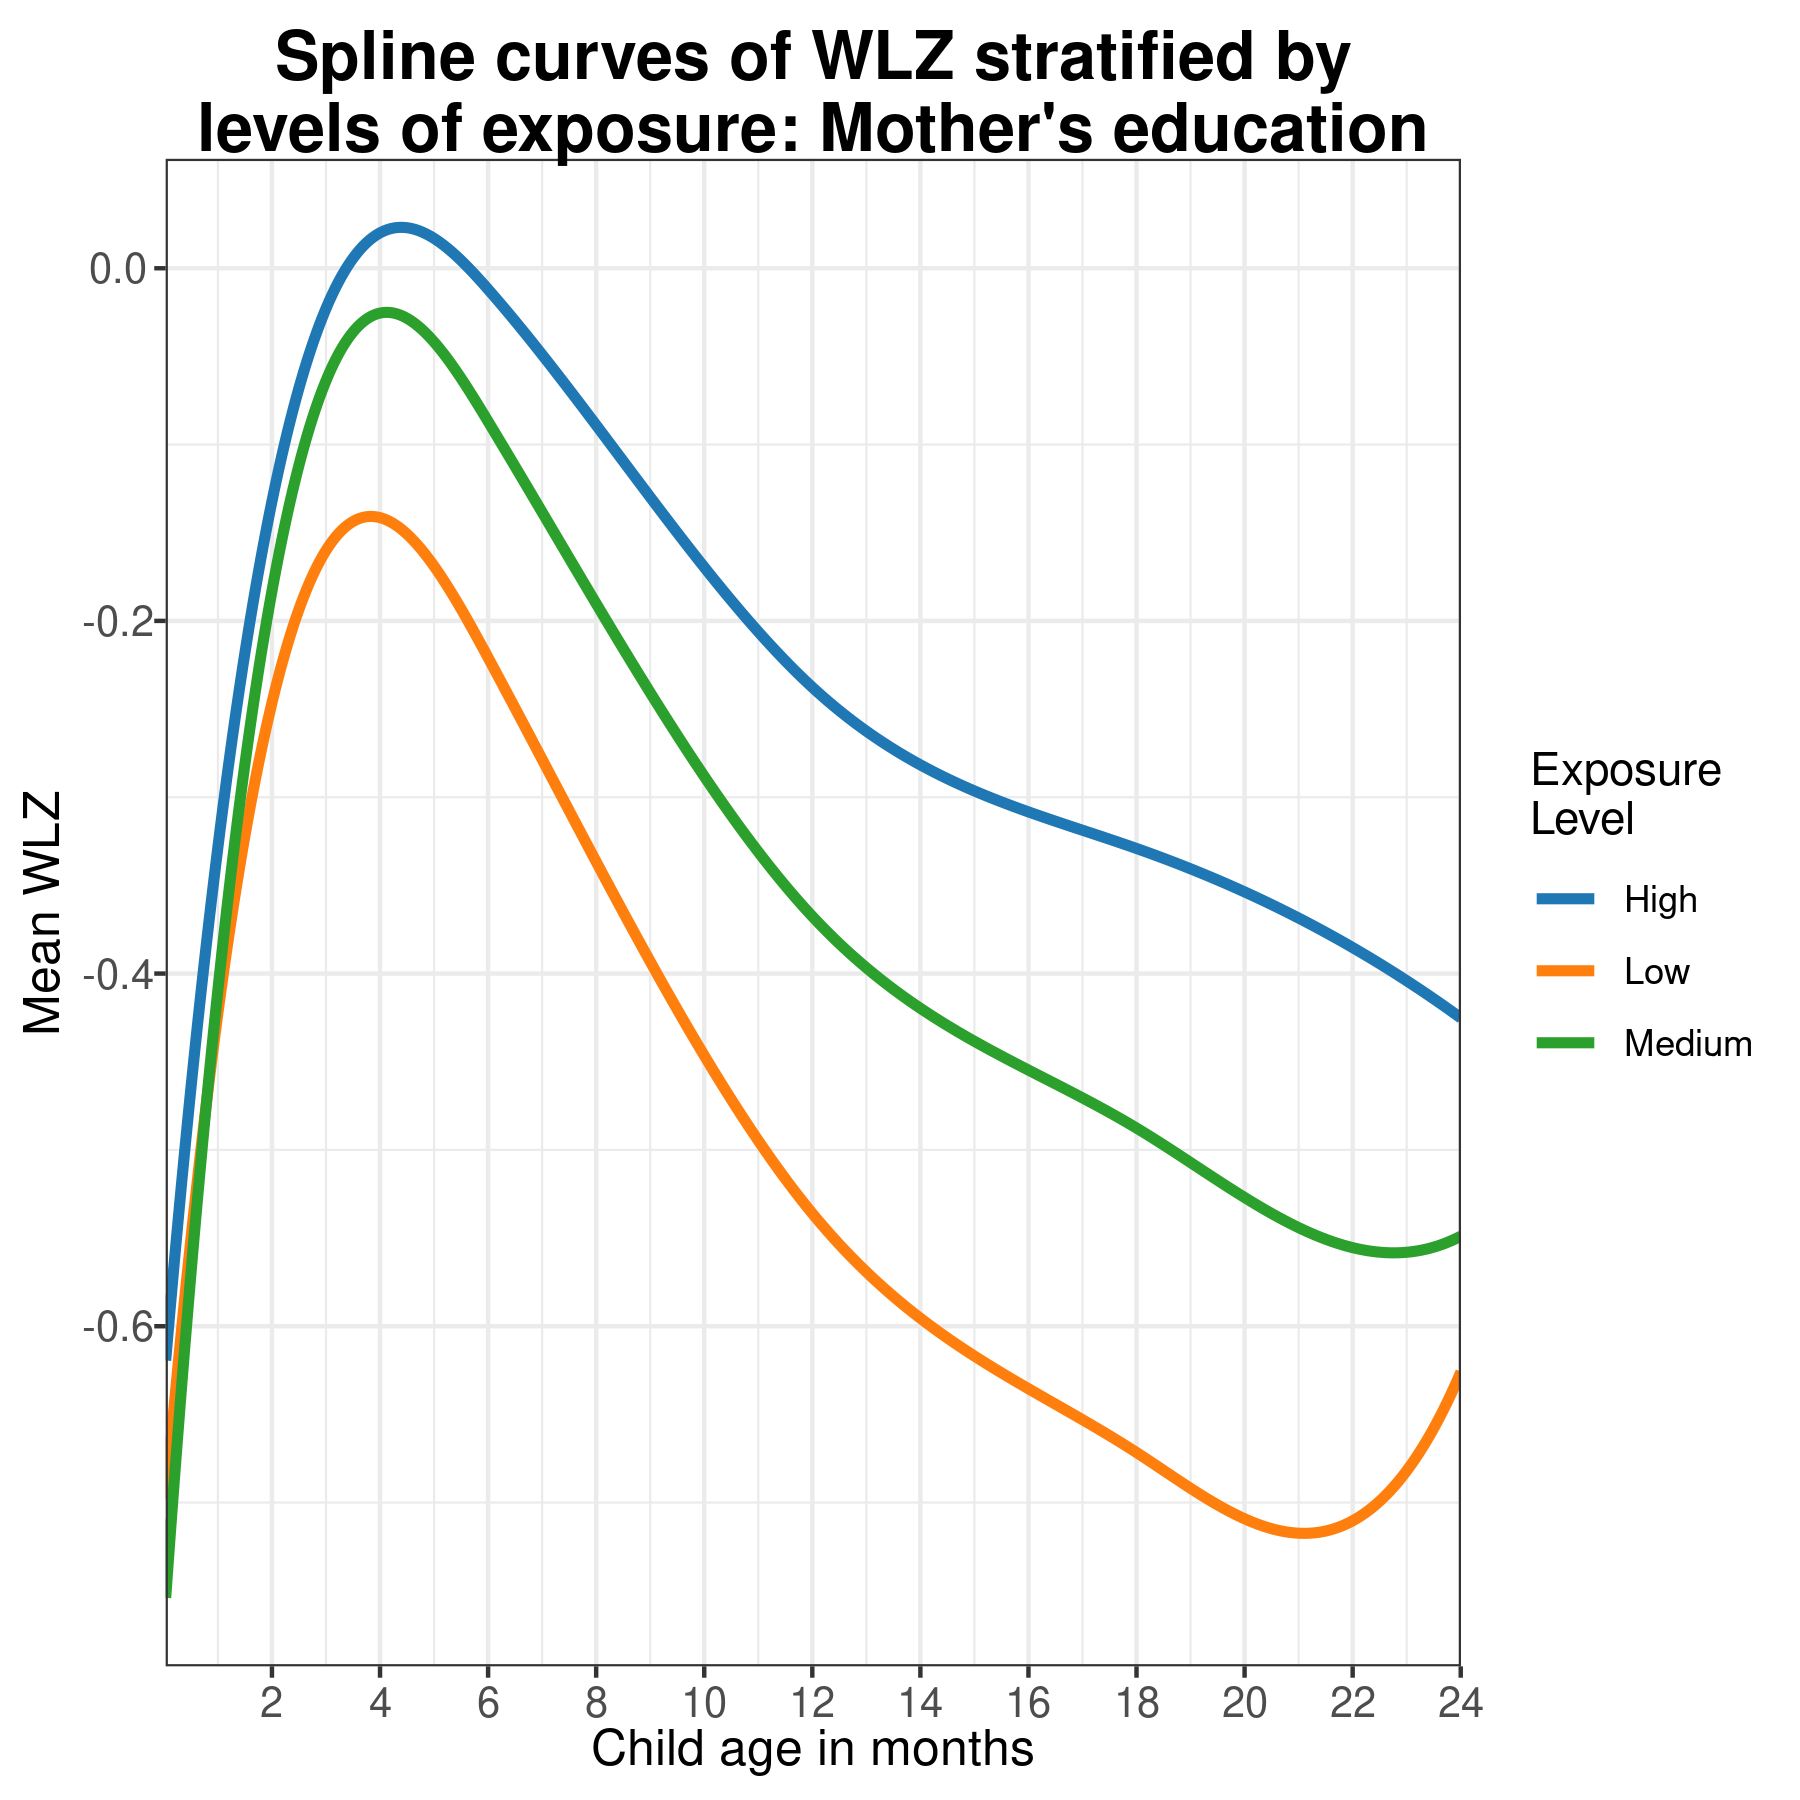 Spline curves of WLZ stratified by
levels of exposure: Mother's education
Mean WLZ
0.0
-0.2
-0.4
-0.6
2 4 6 8 10 12 14 16 18 20 22 24
Child age in months
Exposure
Level
High
Low
Medium